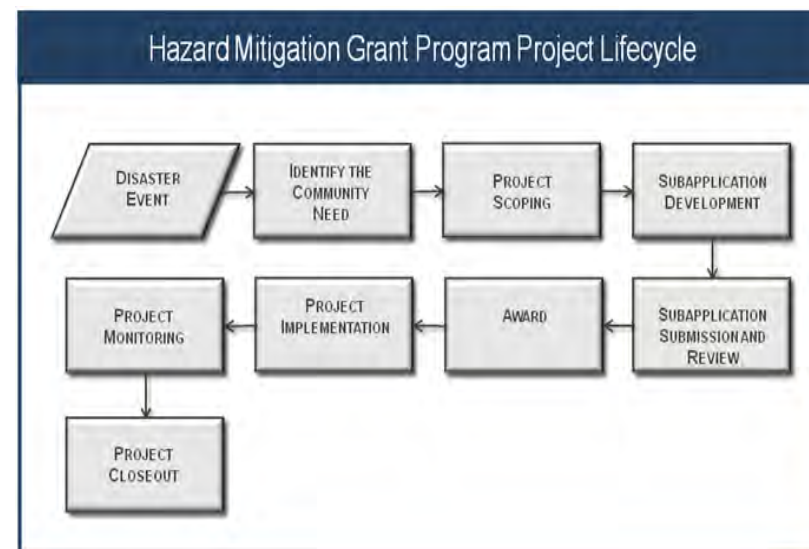 Hazard Mitigation Grant Program Project Lifecycle
DISASTER
EVENT
IDENTIFY THE
COMMUNITY
NEED
PROJECT
SCOPING
SUBAPPLICATION
DEVELOPMENT
SUBAPPLICATION
SUBMISSION AND
REVIEW
AWARD
PROJECT
IMPLEMENTATION
PROJECT
MONITORING
PROJECT
CLOSEOUT